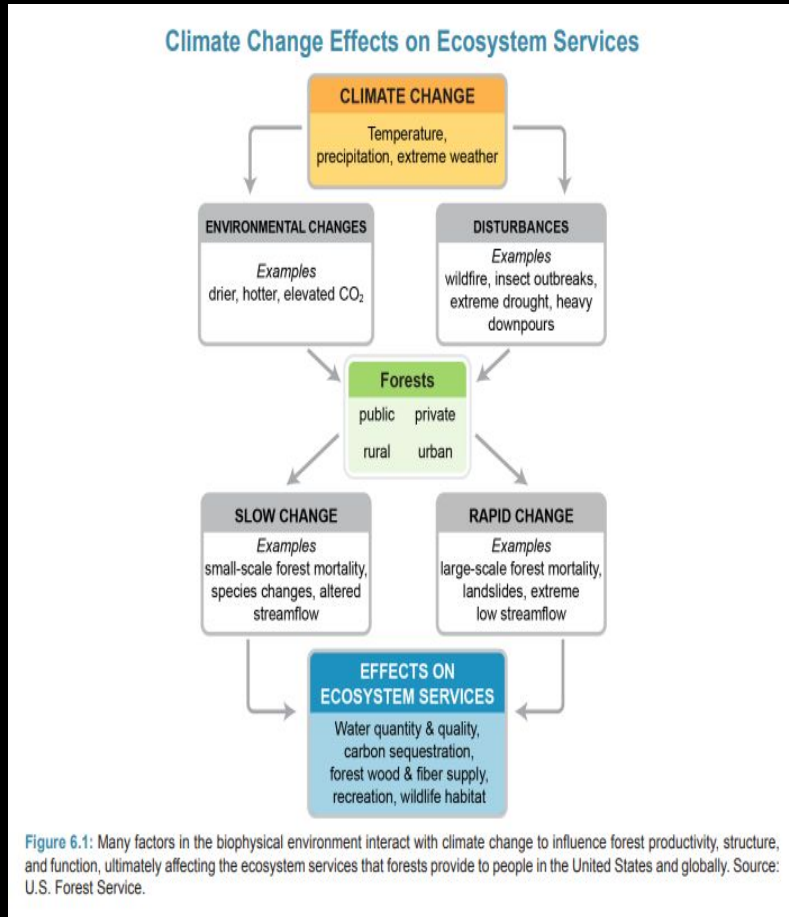 Climate Change Effects on Ecosystem Services
CLIMATE CHANGE
Temperature,
precipitation, extreme weather
ENVIRONMENTAL CHANGES
Examples
drier, hotter, elevated CO₂
DISTURBANCES
Examples
wildfire, insect outbreaks,
extreme drought, heavy
downpours
Forests
public private
rural urban
SLOW CHANGE
Examples
small-scale forest mortality,
species changes, altered
streamflow
RAPID CHANGE
Examples
large-scale forest mortality,
landslides, extreme
low streamflow
EFFECTS ON
ECOSYSTEM SERVICES
Water quantity & quality,
carbon sequestration,
forest wood & fiber supply,
recreation, wildlife habitat
Figure 6.1: Many factors in the biophysical environment interact with climate change to influence forest productivity, structure,
and function, ultimately affecting the ecosystem services that forests provide to people in the United States and globally. Source:
U.S. Forest Service.